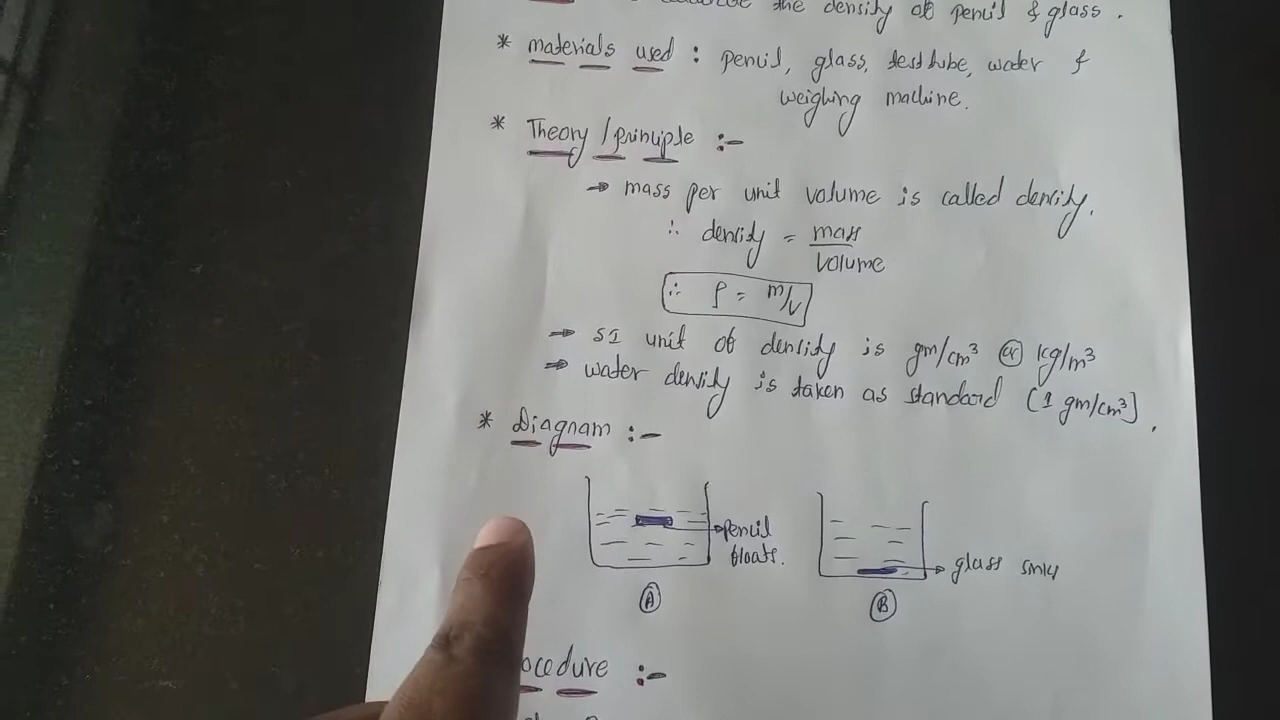 the density of pencil & glass.
* materials used : pencil, glass, test tube, water &
weighing machine.
* Theory / principle :-
→ mass per unit volume is called density.
∴ density = mass
volume
∴ ρ = m/v
→ SI unit of density is gm/cm³ or kg/m³
→ water density is taken as standard (1 gm/cm³).
* Diagram :-
pencil
floats.
glass sinks
A
B
ocedure :-